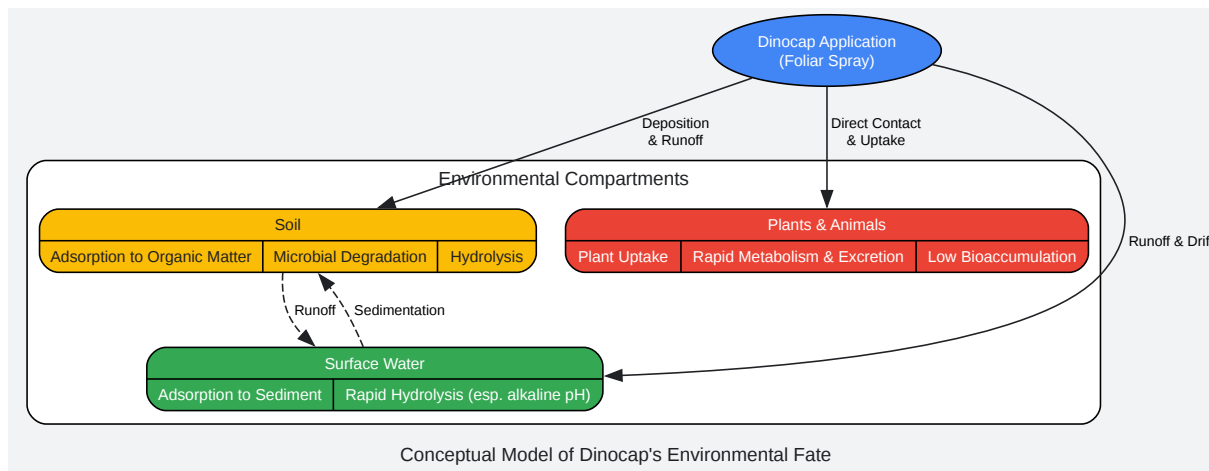 Dinocap Application
(Foliar Spray)
Deposition
& Runoff
Direct Contact
& Uptake
Runoff & Drif
Environmental Compartments
Soil
Adsorption to Organic Matter
Microbial Degradation
Hydrolysis
Plants & Animals
Plant Uptake
Rapid Metabolism & Excretion
Low Bioaccumulation
Runoff
Sedimentation
Surface Water
Adsorption to Sediment
Rapid Hydrolysis (esp. alkaline pH)
Conceptual Model of Dinocap's Environmental Fate